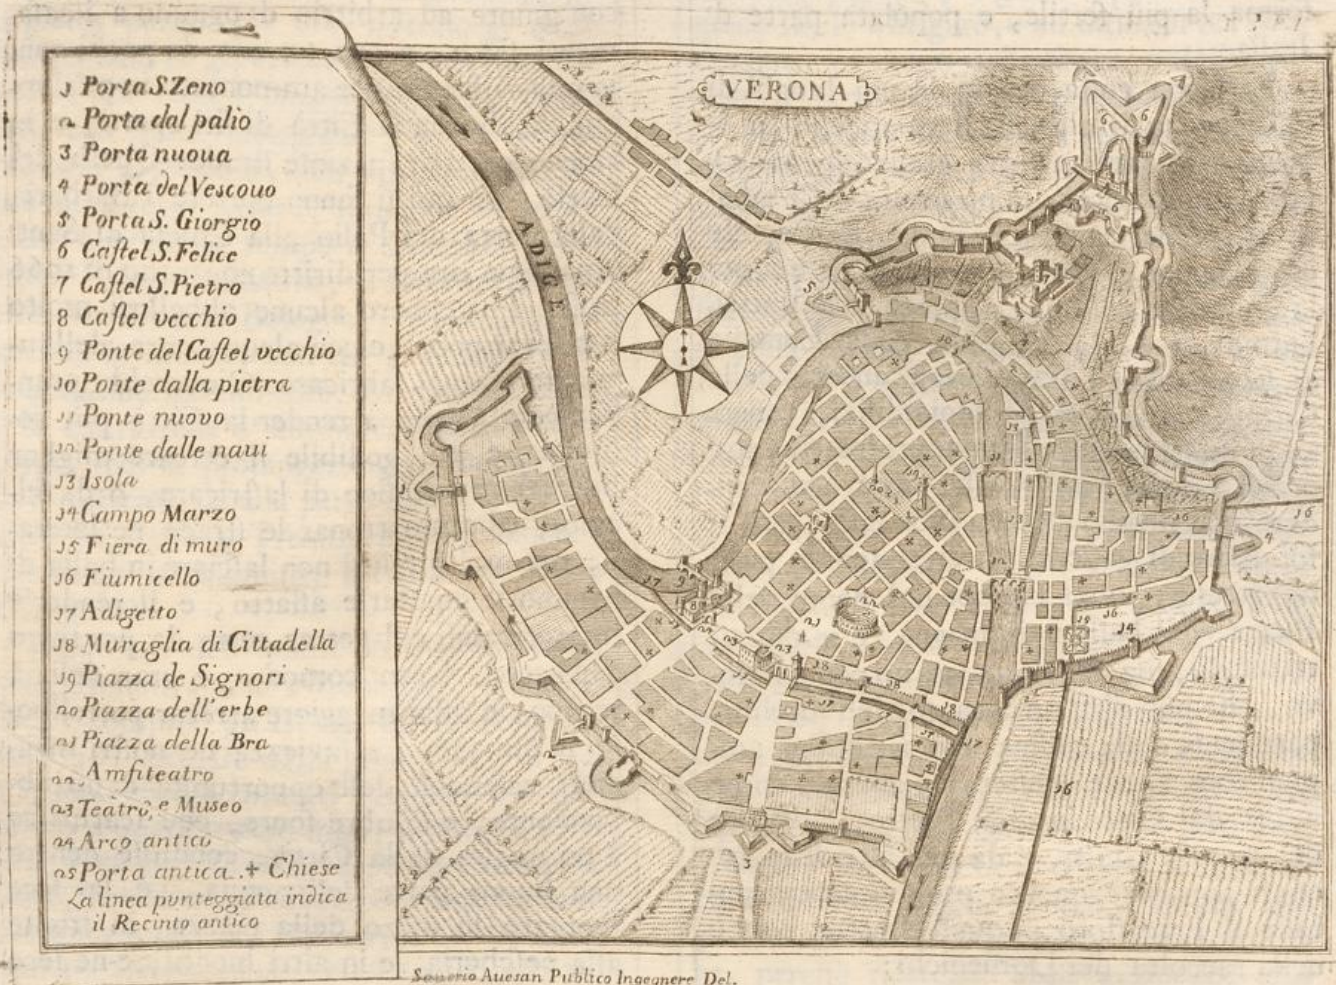 1 Porta S. Zeno
2 Porta dal palio
3 Porta nuoua
4 Porta del Vescouo
5 Porta S. Giorgio
6 Caſtel S. Felice
7 Caſtel S. Pietro
8 Caſtel vecchio
9 Ponte del Caſtel vecchio
10 Ponte dalla pietra
11 Ponte nuovo
12 Ponte dalle naui
13 Isola
14 Campo Marzo
15 Fiera di muro
16 Fiumicello
17 Adigetto
18 Muraglia di Cittadella
19 Piazza de Signori
20 Piazza dell'erbe
21 Piazza della Bra
22 Amfiteatro
23 Teatro, e Museo
24 Arco antico
25 Porta antica . + Chiese
La linea punteggiata indica
il Recinto antico
VERONA
ADIGE
Saverio Auesan Publico Ingegnere Del.